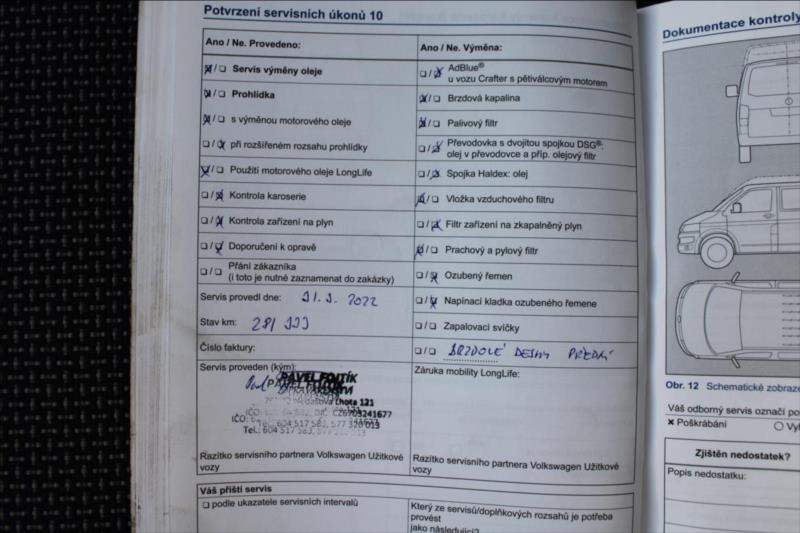 Potvrzení servisních úkonů 10
Ano / Ne. Provedeno:
Servis výměny oleje
Prohlídka
s výměnou motorového oleje
při rozšířeném rozsahu prohlídky
Použití motorového oleje LongLife
Kontrola karoserie
Kontrola zařízení na plyn
Doporučení k opravě
Přání zákazníka
(i toto je nutné zaznamenat do zakázky)
Servis provedl dne:
2022
Stav km:
Číslo faktury:
Servis proveden (kým):
PAVEL FOJTÍK
Lhota 121
Razítko servisního partnera Volkswagen Užitkové
vozy
Váš příští servis
podle ukazatele servisních intervalů
Ano / Ne. Výměna:
AdBlue®
u vozu Crafter s pětiválcovým motorem
Brzdová kapalina
Palivový filtr
Převodovka s dvojitou spojkou DSG®:
olej v převodovce a příp. olejový filtr
Spojka Haldex: olej
Vložka vzduchového filtru
Filtr zařízení na zkapalněný plyn
Prachový a pylový filtr
Ozubený řemen
Napínací kladka ozubeného řemene
Zapalovací svíčky
PŘEDNÍ
Záruka mobility LongLife:
Razítko servisního partnera Volkswagen Užitkové
vozy
Který ze servisů/doplňkových rozsahů je potřeba
provést
jako následující?
Dokumentace kontroly
Obr. 12 Schematické zobraze
Váš odborný servis označí po
× Poškrábání
Zjištěn nedostatek?
Popis nedostatku: